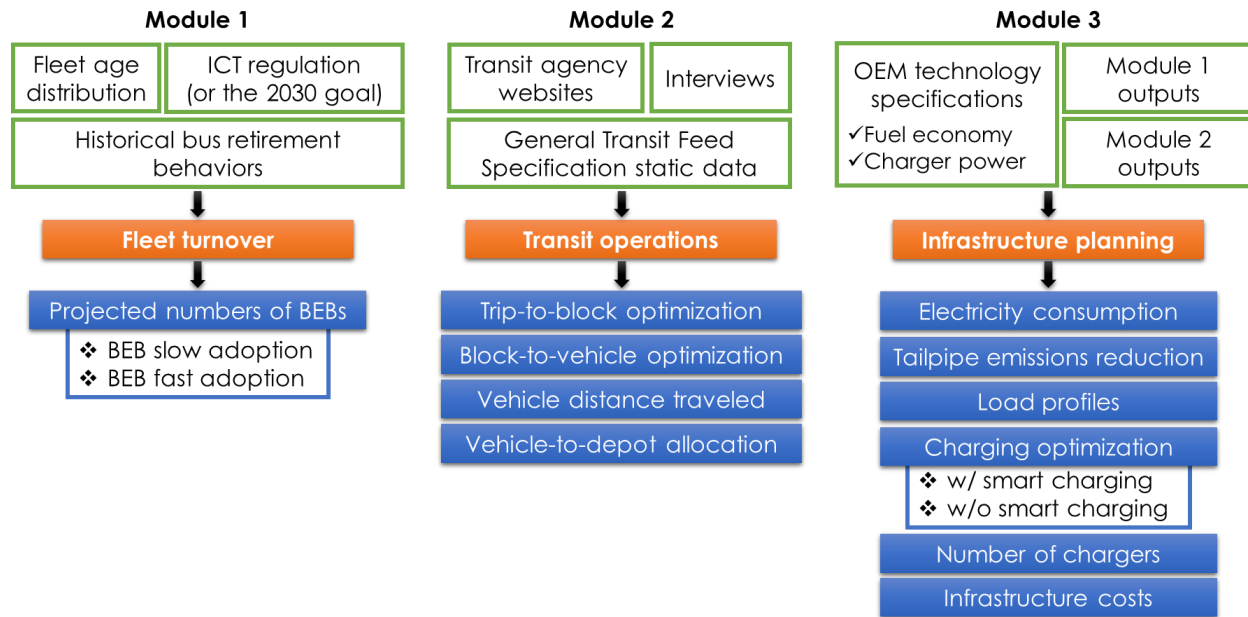 Module 1
Fleet age
distribution
ICT regulation
(or the 2030 goal)
Historical bus retirement
behaviors
Fleet turnover
Projected numbers of BEBs
❖ BEB slow adoption
❖ BEB fast adoption
Module 2
Transit agency
websites
Interviews
General Transit Feed
Specification static data
Transit operations
Trip-to-block optimization
Block-to-vehicle optimization
Vehicle distance traveled
Vehicle-to-depot allocation
Module 3
OEM technology
specifications
✓Fuel economy
✓Charger power
Module 1
outputs
Module 2
outputs
Infrastructure planning
Electricity consumption
Tailpipe emissions reduction
Load profiles
Charging optimization
❖ w/ smart charging
❖ w/o smart charging
Number of chargers
Infrastructure costs